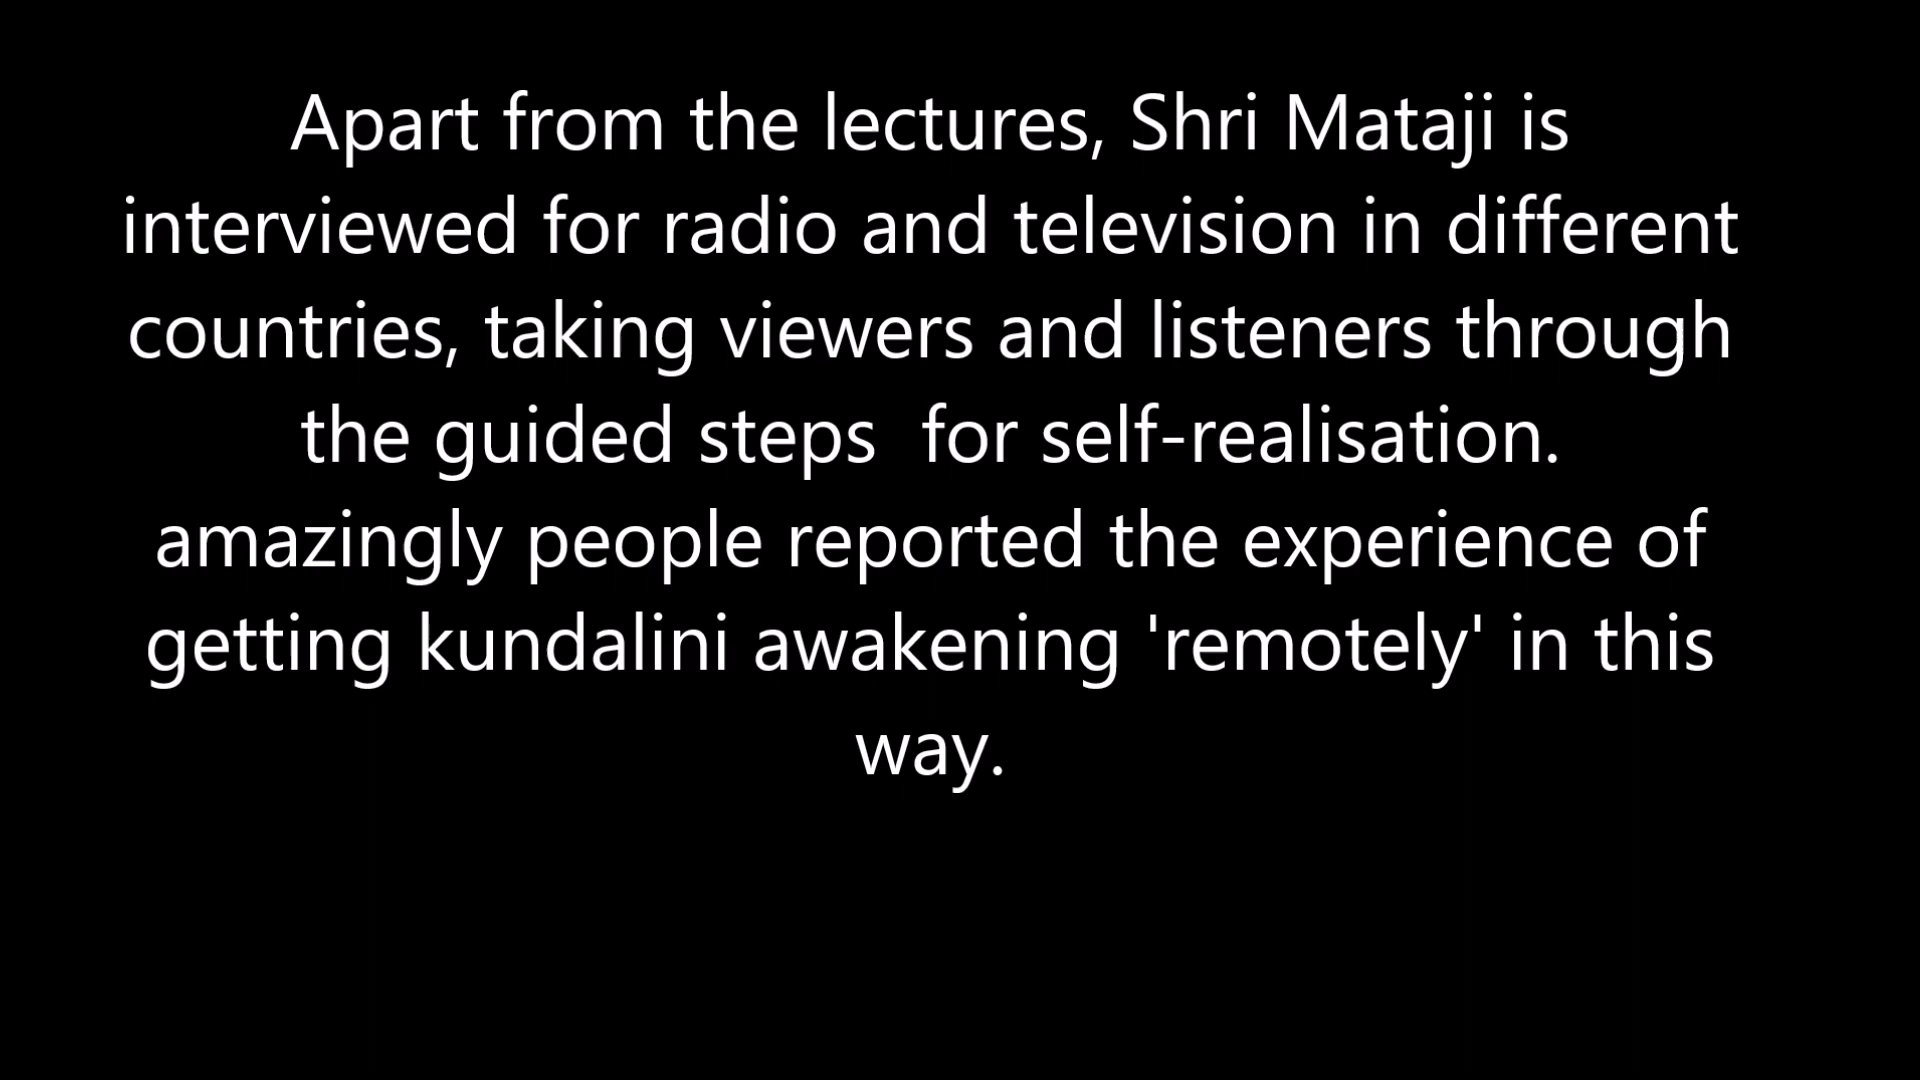 Apart from the lectures, Shri Mataji is
interviewed for radio and television in different
countries, taking viewers and listeners through
the guided steps  for self-realisation.
amazingly people reported the experience of
getting kundalini awakening 'remotely' in this
way.